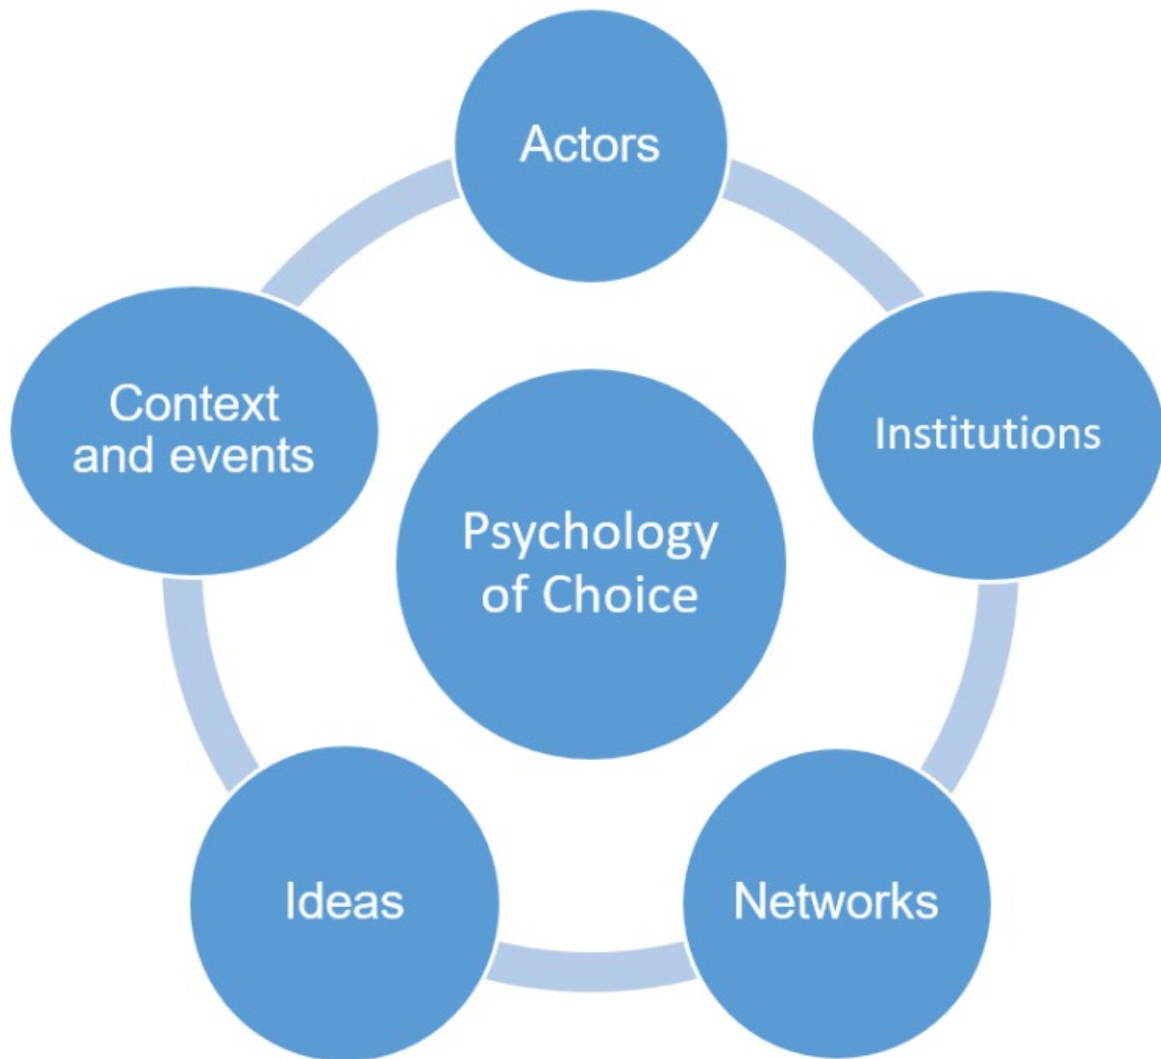 Actors
Context
and events
Institutions
Psychology
of Choice
Ideas
Networks